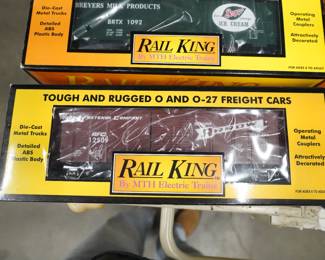 BREYERS MILK PRODUCTS
BRTX 1092
ICE CREAM
Die-Cast
Metal Trucks
Detailed
ABS
Plastic Body
RAIL KING
By MTH Electric Trains
Operating
Metal
Couplers
Attractively
Decorated
TOUGH AND RUGGED O AND O-27 FREIGHT CARS
Die-Cast
Metal Trucks
Detailed
ABS
Plastic Body
COMPANY
12509
RAIL KING
By MTH Electric Trains
Operating
Metal
Couplers
Attractively
Decorated